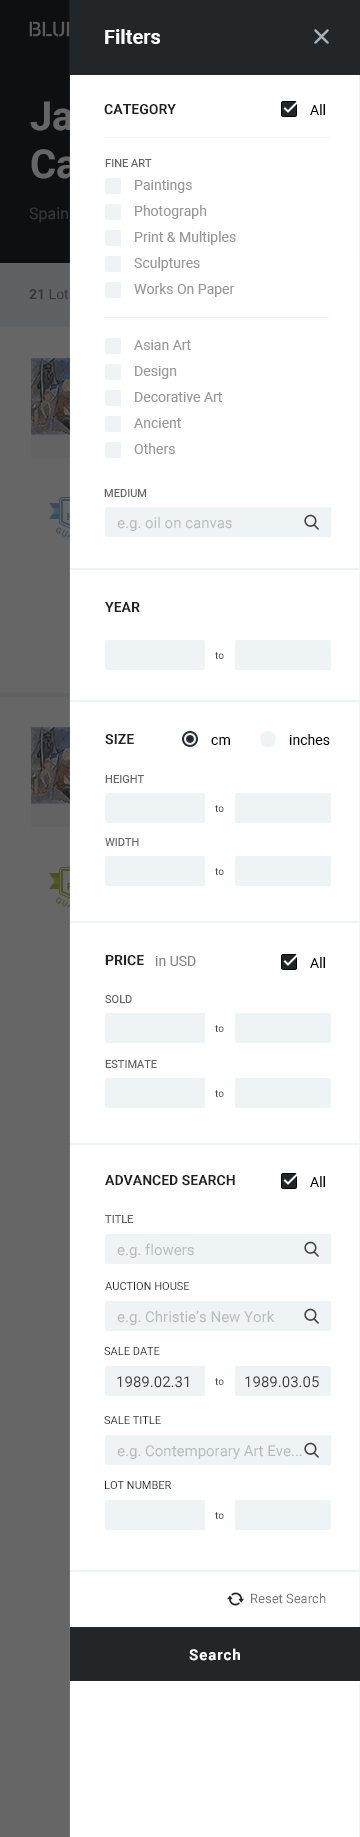 BLU
Filters
Ja
CATEGORY All
Ca
FINE ART
Paintings
Spain
Photograph
Print & Multiples
Sculptures
21 Lot
Works On Paper
Asian Art
Design
Decorative Art
Ancient
Others
MEDIUM
e.g. oil on canvas
YEAR
to
SIZE cm inches
HEIGHT
to
WIDTH
to
PRICE in USD All
SOLD
to
ESTIMATE
to
ADVANCED SEARCH All
TITLE
e.g. flowers
AUCTION HOUSE
e.g. Christie's New York
SALE DATE
1989.02.31 to 1989.03.05
SALE TITLE
e.g. Contemporary Art Eve...
LOT NUMBER
to
Reset Search
Search